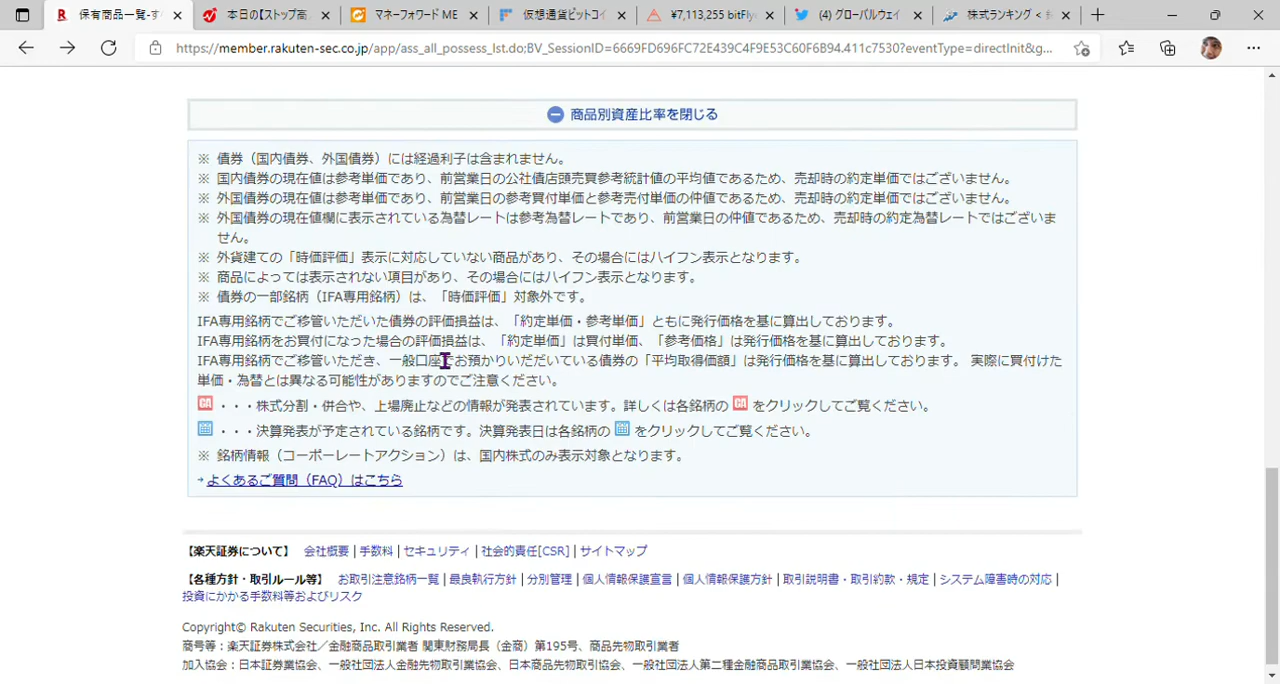 保有商品一覧-す
本日の【ストップ高
マネーフォワード ME
仮想通貨ビットコイ
¥7,113,255 bitFly
(4) グローバルウェイ
株式ランキング <
https://member.rakuten-sec.co.jp/app/ass_all_possess_lst.do;BV_SessionID=6669FD696FC72E439C4F9E53C60F6B94.411c7530?eventType=directInit&g...
商品別資産比率を閉じる
※ 債券（国内債券、外国債券）には経過利子は含まれません。
※ 国内債券の現在値は参考単価であり、前営業日の公社債店頭売買参考統計値の平均値であるため、売却時の約定単価ではございません。
※ 外国債券の現在値は参考単価であり、前営業日の参考買付単価と参考売付単価の仲値であるため、売却時の約定単価ではございません。
※ 外国債券の現在値欄に表示されている為替レートは参考為替レートであり、前営業日の仲値であるため、売却時の約定為替レートではございま
せん。
※ 外貨建ての「時価評価」表示に対応していない商品があり、その場合にはハイフン表示となります。
※ 商品によっては表示されない項目があり、その場合にはハイフン表示となります。
※ 債券の一部銘柄（IFA専用銘柄）は、「時価評価」対象外です。
IFA専用銘柄でご移管いただいた債券の評価損益は、「約定単価・参考単価」ともに発行価格を基に算出しております。
IFA専用銘柄をお買付になった場合の評価損益は、「約定単価」は買付単価、「参考価格」は発行価格を基に算出しております。
IFA専用銘柄でご移管いただき、一般口座でお預かりいだだいている債券の「平均取得価額」は発行価格を基に算出しております。 実際に買付けた
単価・為替とは異なる可能性がありますのでご注意ください。
CA ・・・株式分割・併合や、上場廃止などの情報が発表されています。詳しくは各銘柄の CA をクリックしてご覧ください。
・・・決算発表が予定されている銘柄です。決算発表日は各銘柄の をクリックしてご覧ください。
※ 銘柄情報（コーポレートアクション）は、国内株式のみ表示対象となります。
よくあるご質問（FAQ）はこちら
【楽天証券について】 会社概要 | 手数料 | セキュリティ | 社会的責任[CSR] | サイトマップ
【各種方針・取引ルール等】 お取引注意銘柄一覧 | 最良執行方針 | 分別管理 | 個人情報保護宣言 | 個人情報保護方針 | 取引説明書・取引約款・規定 | システム障害時の対応 |
投資にかかる手数料等およびリスク
Copyright© Rakuten Securities, Inc. All Rights Reserved.
商号等：楽天証券株式会社／金融商品取引業者 関東財務局長（金商）第195号、商品先物取引業者
加入協会：日本証券業協会、一般社団法人金融先物取引業協会、日本商品先物取引協会、一般社団法人第二種金融商品取引業協会、一般社団法人日本投資顧問業協会